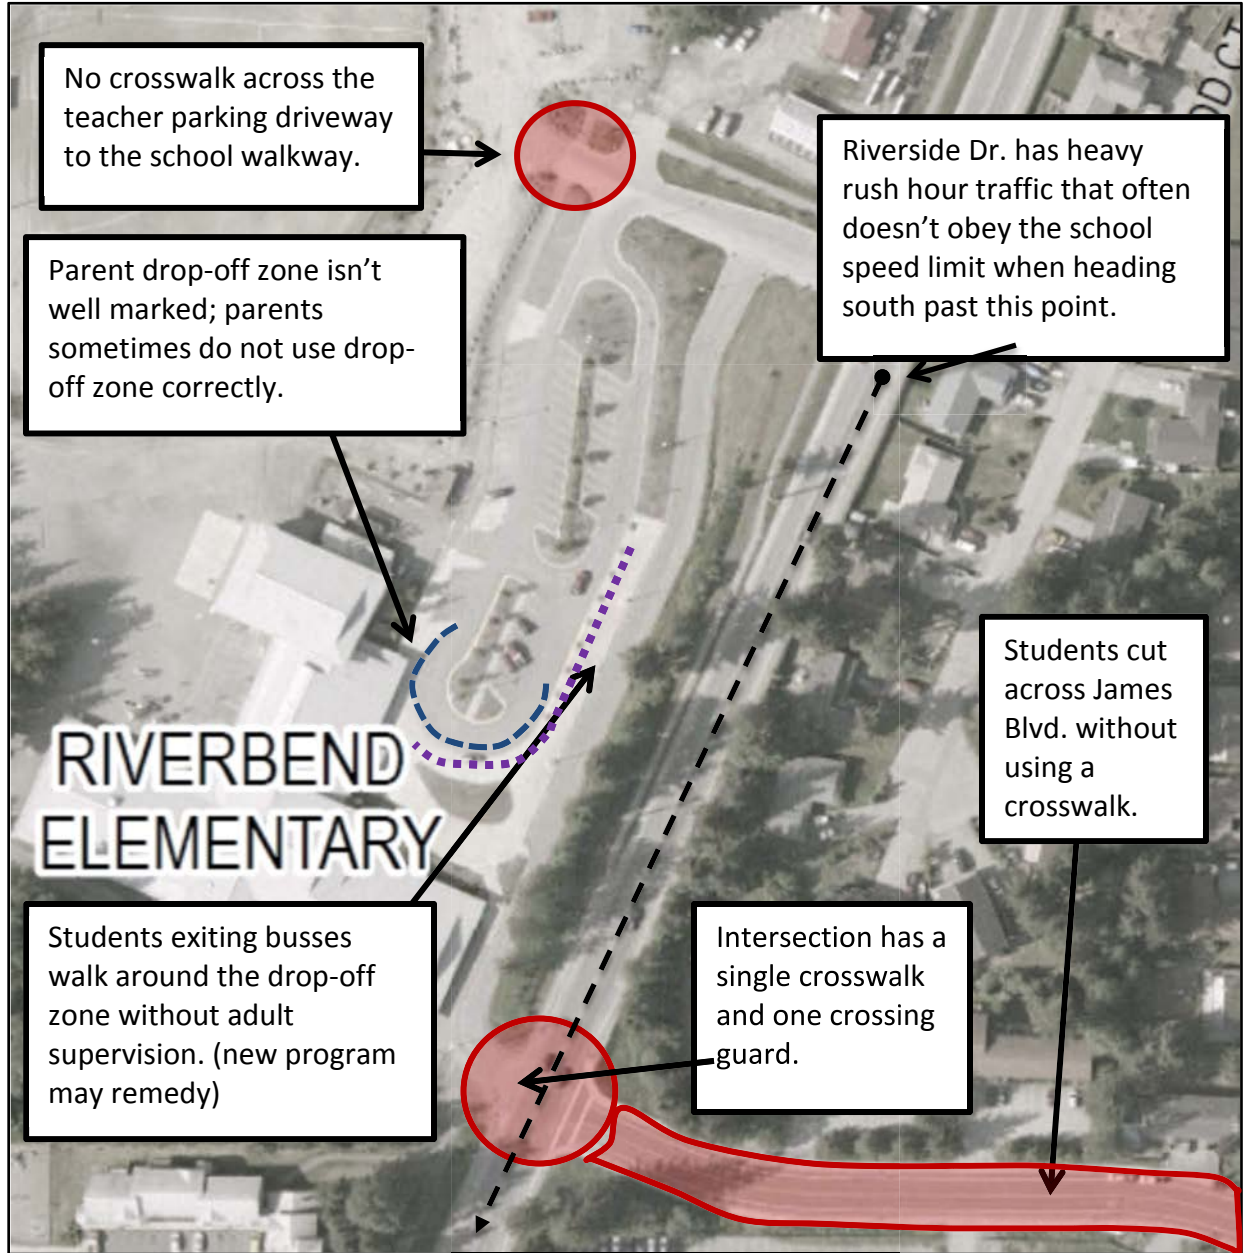 No crosswalk across the
teacher parking driveway
to the school walkway.
Riverside Dr. has heavy
rush hour traffic that often
doesn’t obey the school
speed limit when heading
south past this point.
Parent drop-off zone isn’t
well marked; parents
sometimes do not use drop-
off zone correctly.
Students cut
across James
Blvd. without
using a
crosswalk.
RIVERBEND
ELEMENTARY
Students exiting busses
walk around the drop-off
zone without adult
supervision. (new program
may remedy)
Intersection has a
single crosswalk
and one crossing
guard.